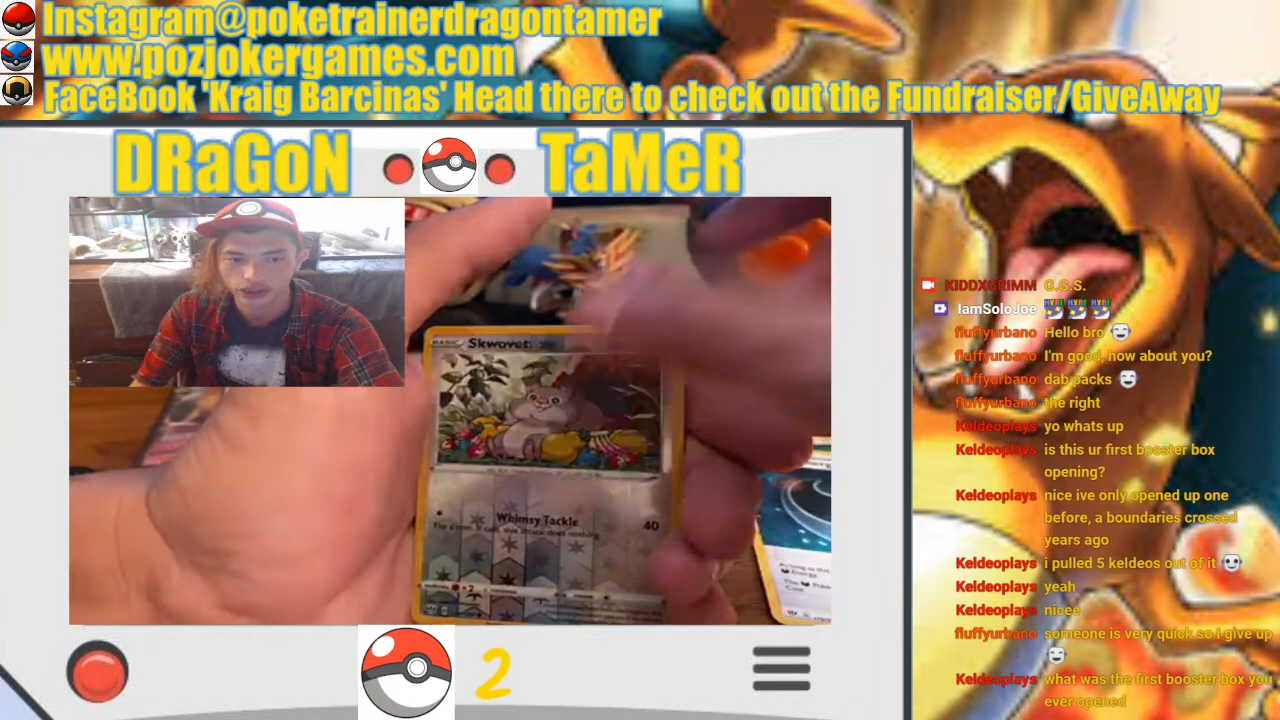 Instagram@poketrainerdragontamer
www.pozjokergames.com
FaceBook 'Kraig Barcinas' Head there to check out the Fundraiser/GiveAway
DRaGoN TaMeR
BASIC Skwovet
Whimsy Tackle 40
2
KIDDXGRIMM G.G.S.
IamSoloJoe HYPE HYPE HYPE
fluffyurbano Hello bro
fluffyurbano I'm good, how about you?
fluffyurbano dab packs
fluffyurbano the right
Keldeoplays yo whats up
Keldeoplays is this ur first booster box
opening?
Keldeoplays nice ive only opened up one
before, a boundaries crossed
years ago
Keldeoplays i pulled 5 keldeos out of it
Keldeoplays yeah
Keldeoplays nicee
fluffyurbano someone is very quick so I give up
Keldeoplays what was the first booster box you
ever opened